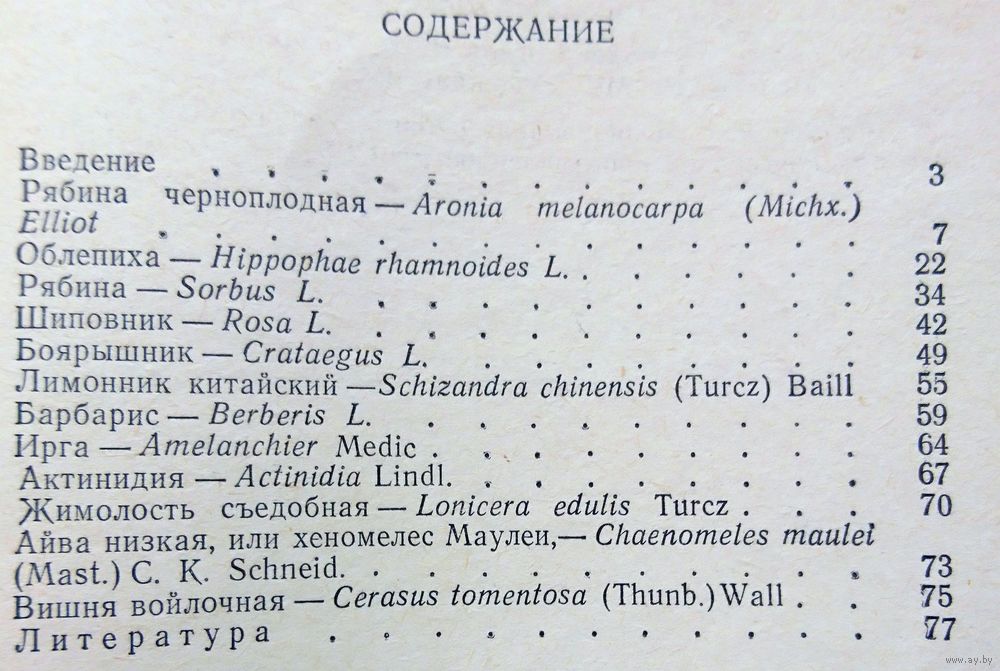 СОДЕРЖАНИЕ
Введение . . . . . . . . . . . . . 3
Рябина черноплодная — Aronia melanocarpa (Michx.)
Elliot . . . . . . . . . . . . . . 7
Облепиха — Hippophae rhamnoides L. . . . . . . 22
Рябина — Sorbus L. . . . . . . . . . . 34
Шиповник — Rosa L. . . . . . . . . . . 42
Боярышник — Crataegus L. . . . . . . . . 49
Лимонник китайский — Schizandra chinensis (Turcz) Baill 55
Барбарис — Berberis L. . . . . . . . . . 59
Ирга — Amelanchier Medic . . . . . . . . . 64
Актинидия — Actinidia Lindl. . . . . . . . . 67
Жимолость съедобная — Lonicera edulis Turcz . . . 70
Айва низкая, или хеномелес Маулеи,— Chaenomeles maulei
(Mast.) C. K. Schneid. . . . . . . . . . . 73
Вишня войлочная — Cerasus tomentosa (Thunb.) Wall . . 75
Литература . . . . . . . . . . . 77
www.ay.by